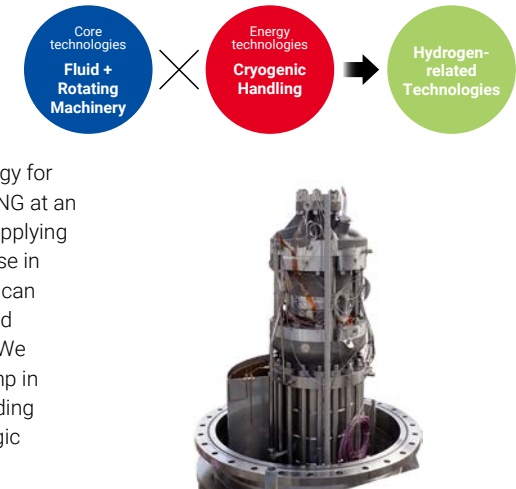 Core
technologies
Fluid +
Rotating
Machinery
Energy
technologies
Cryogenic
Handling
Hydrogen-
related
Technologies
gy for
NG at an
pplying
se in
can
d
We
np in
ding
gic